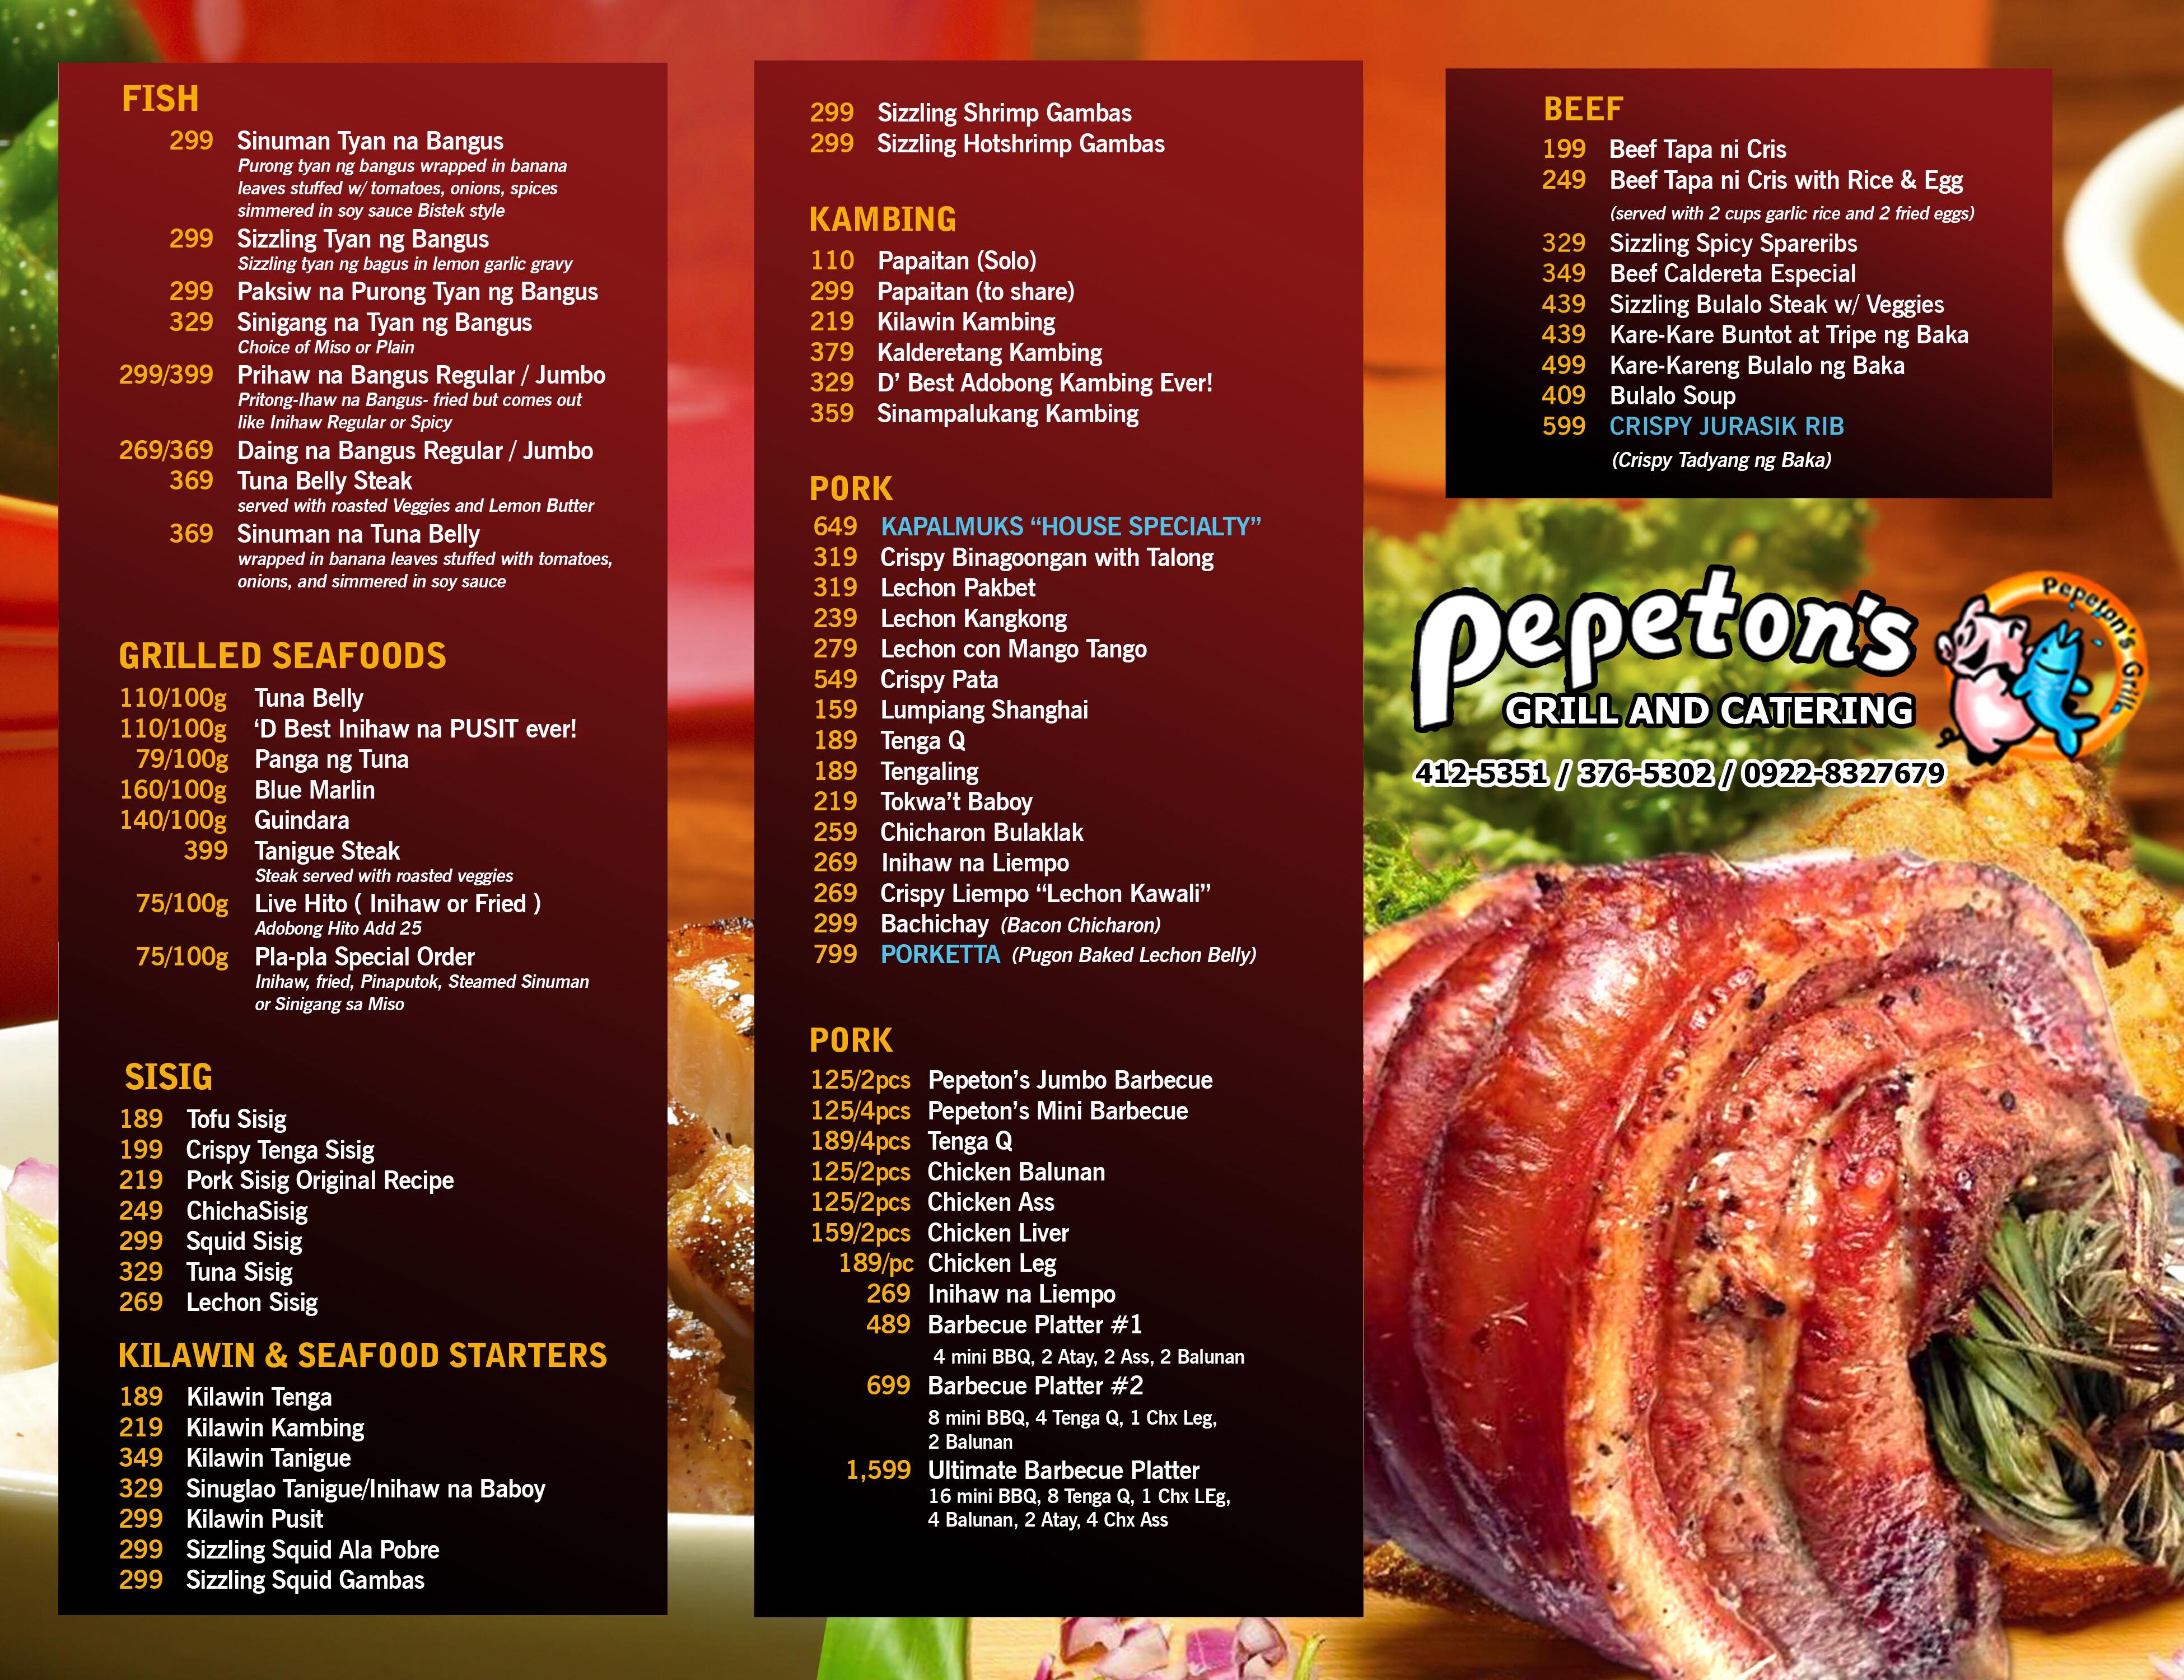 FISH
299 Sinuman Tyan na Bangus
Purong tyan ng bangus wrapped in banana
leaves stuffed w/ tomatoes, onions, spices
simmered in soy sauce Bistek style
299 Sizzling Tyan ng Bangus
Sizzling tyan ng bagus in lemon garlic gravy
299 Paksiw na Purong Tyan ng Bangus
329 Sinigang na Tyan ng Bangus
Choice of Miso or Plain
299/399 Prihaw na Bangus Regular / Jumbo
Pritong-Ihaw na Bangus- fried but comes out
like Inihaw Regular or Spicy
269/369 Daing na Bangus Regular / Jumbo
369 Tuna Belly Steak
served with roasted Veggies and Lemon Butter
369 Sinuman na Tuna Belly
wrapped in banana leaves stuffed with tomatoes,
onions, and simmered in soy sauce
GRILLED SEAFOODS
110/100g Tuna Belly
110/100g ‘D Best Inihaw na PUSIT ever!
79/100g Panga ng Tuna
160/100g Blue Marlin
140/100g Guindara
399 Tanigue Steak
Steak served with roasted veggies
75/100g Live Hito ( Inihaw or Fried )
Adobong Hito Add 25
75/100g Pla-pla Special Order
Inihaw, fried, Pinaputok, Steamed Sinuman
or Sinigang sa Miso
SISIG
189 Tofu Sisig
199 Crispy Tenga Sisig
219 Pork Sisig Original Recipe
249 ChichaSisig
299 Squid Sisig
329 Tuna Sisig
269 Lechon Sisig
KILAWIN & SEAFOOD STARTERS
189 Kilawin Tenga
219 Kilawin Kambing
349 Kilawin Tanigue
329 Sinuglao Tanigue/Inihaw na Baboy
299 Kilawin Pusit
299 Sizzling Squid Ala Pobre
299 Sizzling Squid Gambas
299 Sizzling Shrimp Gambas
299 Sizzling Hotshrimp Gambas
KAMBING
110 Papaitan (Solo)
299 Papaitan (to share)
219 Kilawin Kambing
379 Kalderetang Kambing
329 D’ Best Adobong Kambing Ever!
359 Sinampalukang Kambing
PORK
649 KAPALMUKS “HOUSE SPECIALTY”
319 Crispy Binagoongan with Talong
319 Lechon Pakbet
239 Lechon Kangkong
279 Lechon con Mango Tango
549 Crispy Pata
159 Lumpiang Shanghai
189 Tenga Q
189 Tengaling
219 Tokwa’t Baboy
259 Chicharon Bulaklak
269 Inihaw na Liempo
269 Crispy Liempo “Lechon Kawali”
299 Bachichay (Bacon Chicharon)
799 PORKETTA (Pugon Baked Lechon Belly)
PORK
125/2pcs Pepeton’s Jumbo Barbecue
125/4pcs Pepeton’s Mini Barbecue
189/4pcs Tenga Q
125/2pcs Chicken Balunan
125/2pcs Chicken Ass
159/2pcs Chicken Liver
189/pc Chicken Leg
269 Inihaw na Liempo
489 Barbecue Platter #1
4 mini BBQ, 2 Atay, 2 Ass, 2 Balunan
699 Barbecue Platter #2
8 mini BBQ, 4 Tenga Q, 1 Chx Leg,
2 Balunan
1,599 Ultimate Barbecue Platter
16 mini BBQ, 8 Tenga Q, 1 Chx LEg,
4 Balunan, 2 Atay, 4 Chx Ass
BEEF
199 Beef Tapa ni Cris
249 Beef Tapa ni Cris with Rice & Egg
(served with 2 cups garlic rice and 2 fried eggs)
329 Sizzling Spicy Spareribs
349 Beef Caldereta Especial
439 Sizzling Bulalo Steak w/ Veggies
439 Kare-Kare Buntot at Tripe ng Baka
499 Kare-Kareng Bulalo ng Baka
409 Bulalo Soup
599 CRISPY JURASIK RIB
(Crispy Tadyang ng Baka)
Pepeton's
GRILL AND CATERING
Pepeton's Grill
412-5351 / 376-5302 / 0922-8327679